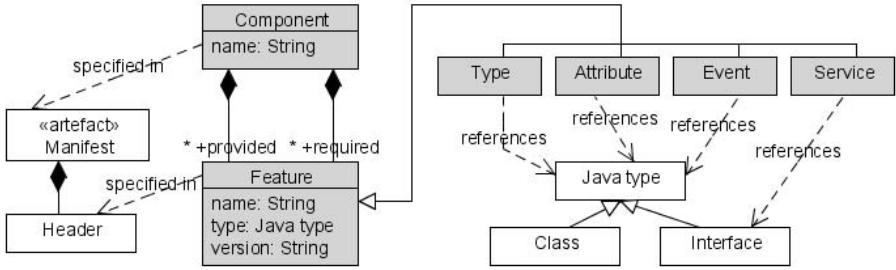 Component
name: String
specified in
«artefact»
Manifest
* +provided
* +required
specified in
Header
Feature
name: String
type: Java type
version: String
Type
Attribute
Event
Service
references
references
references
references
Java type
Class
Interface